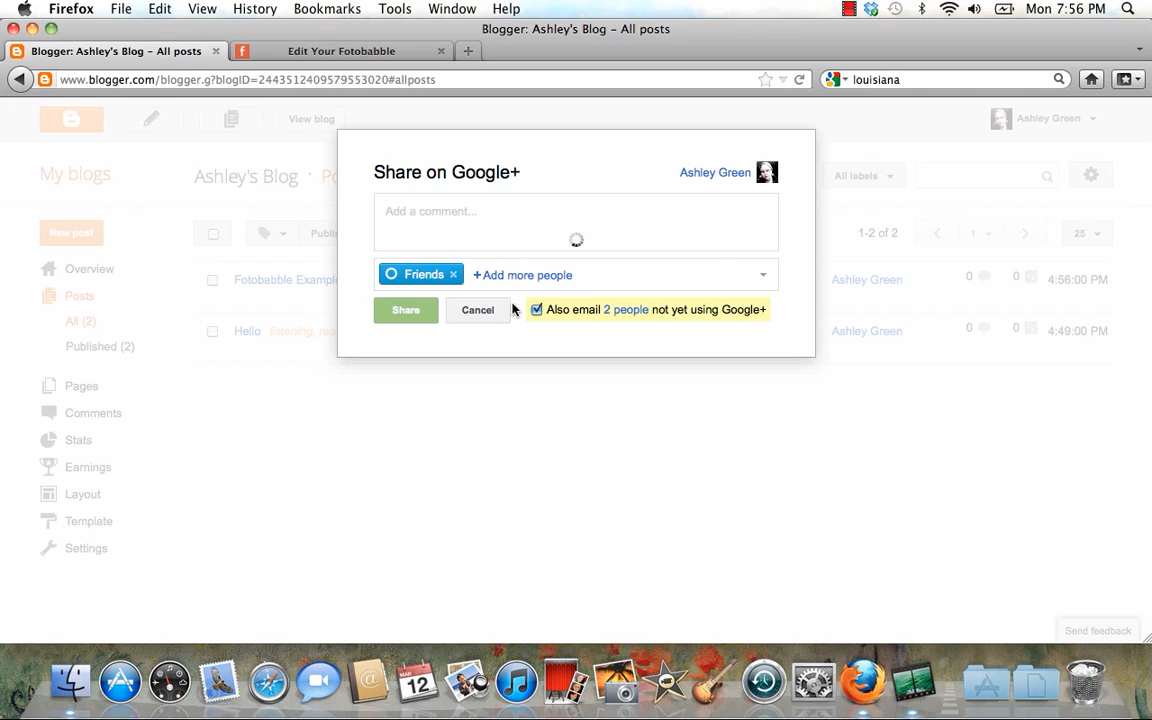 Firefox File Edit View History Bookmarks Tools Window Help Mon 7:56 PM
Blogger: Ashley's Blog – All posts
Blogger: Ashley's Blog – All posts × f Edit Your Fotobabble × +
www.blogger.com/blogger.g?blogID=2443512409579553020#allposts louisiana
View blog Ashley Green
Share on Google+ Ashley Green
My blogs Ashley's Blog · All labels
Add a comment...
New post 1-2 of 2 1 25
Overview
Friends × +Add more people
Fotobabble Ashley Green 0 0 4:56:00 PM
Posts
Share Cancel Also email 2 people not yet using Google+
All (2)
Hello listening, Ashley Green 0 0 4:49:00 PM
Published (2)
Pages
Comments
Stats
Earnings
Layout
Template
Settings
Send feedback
12